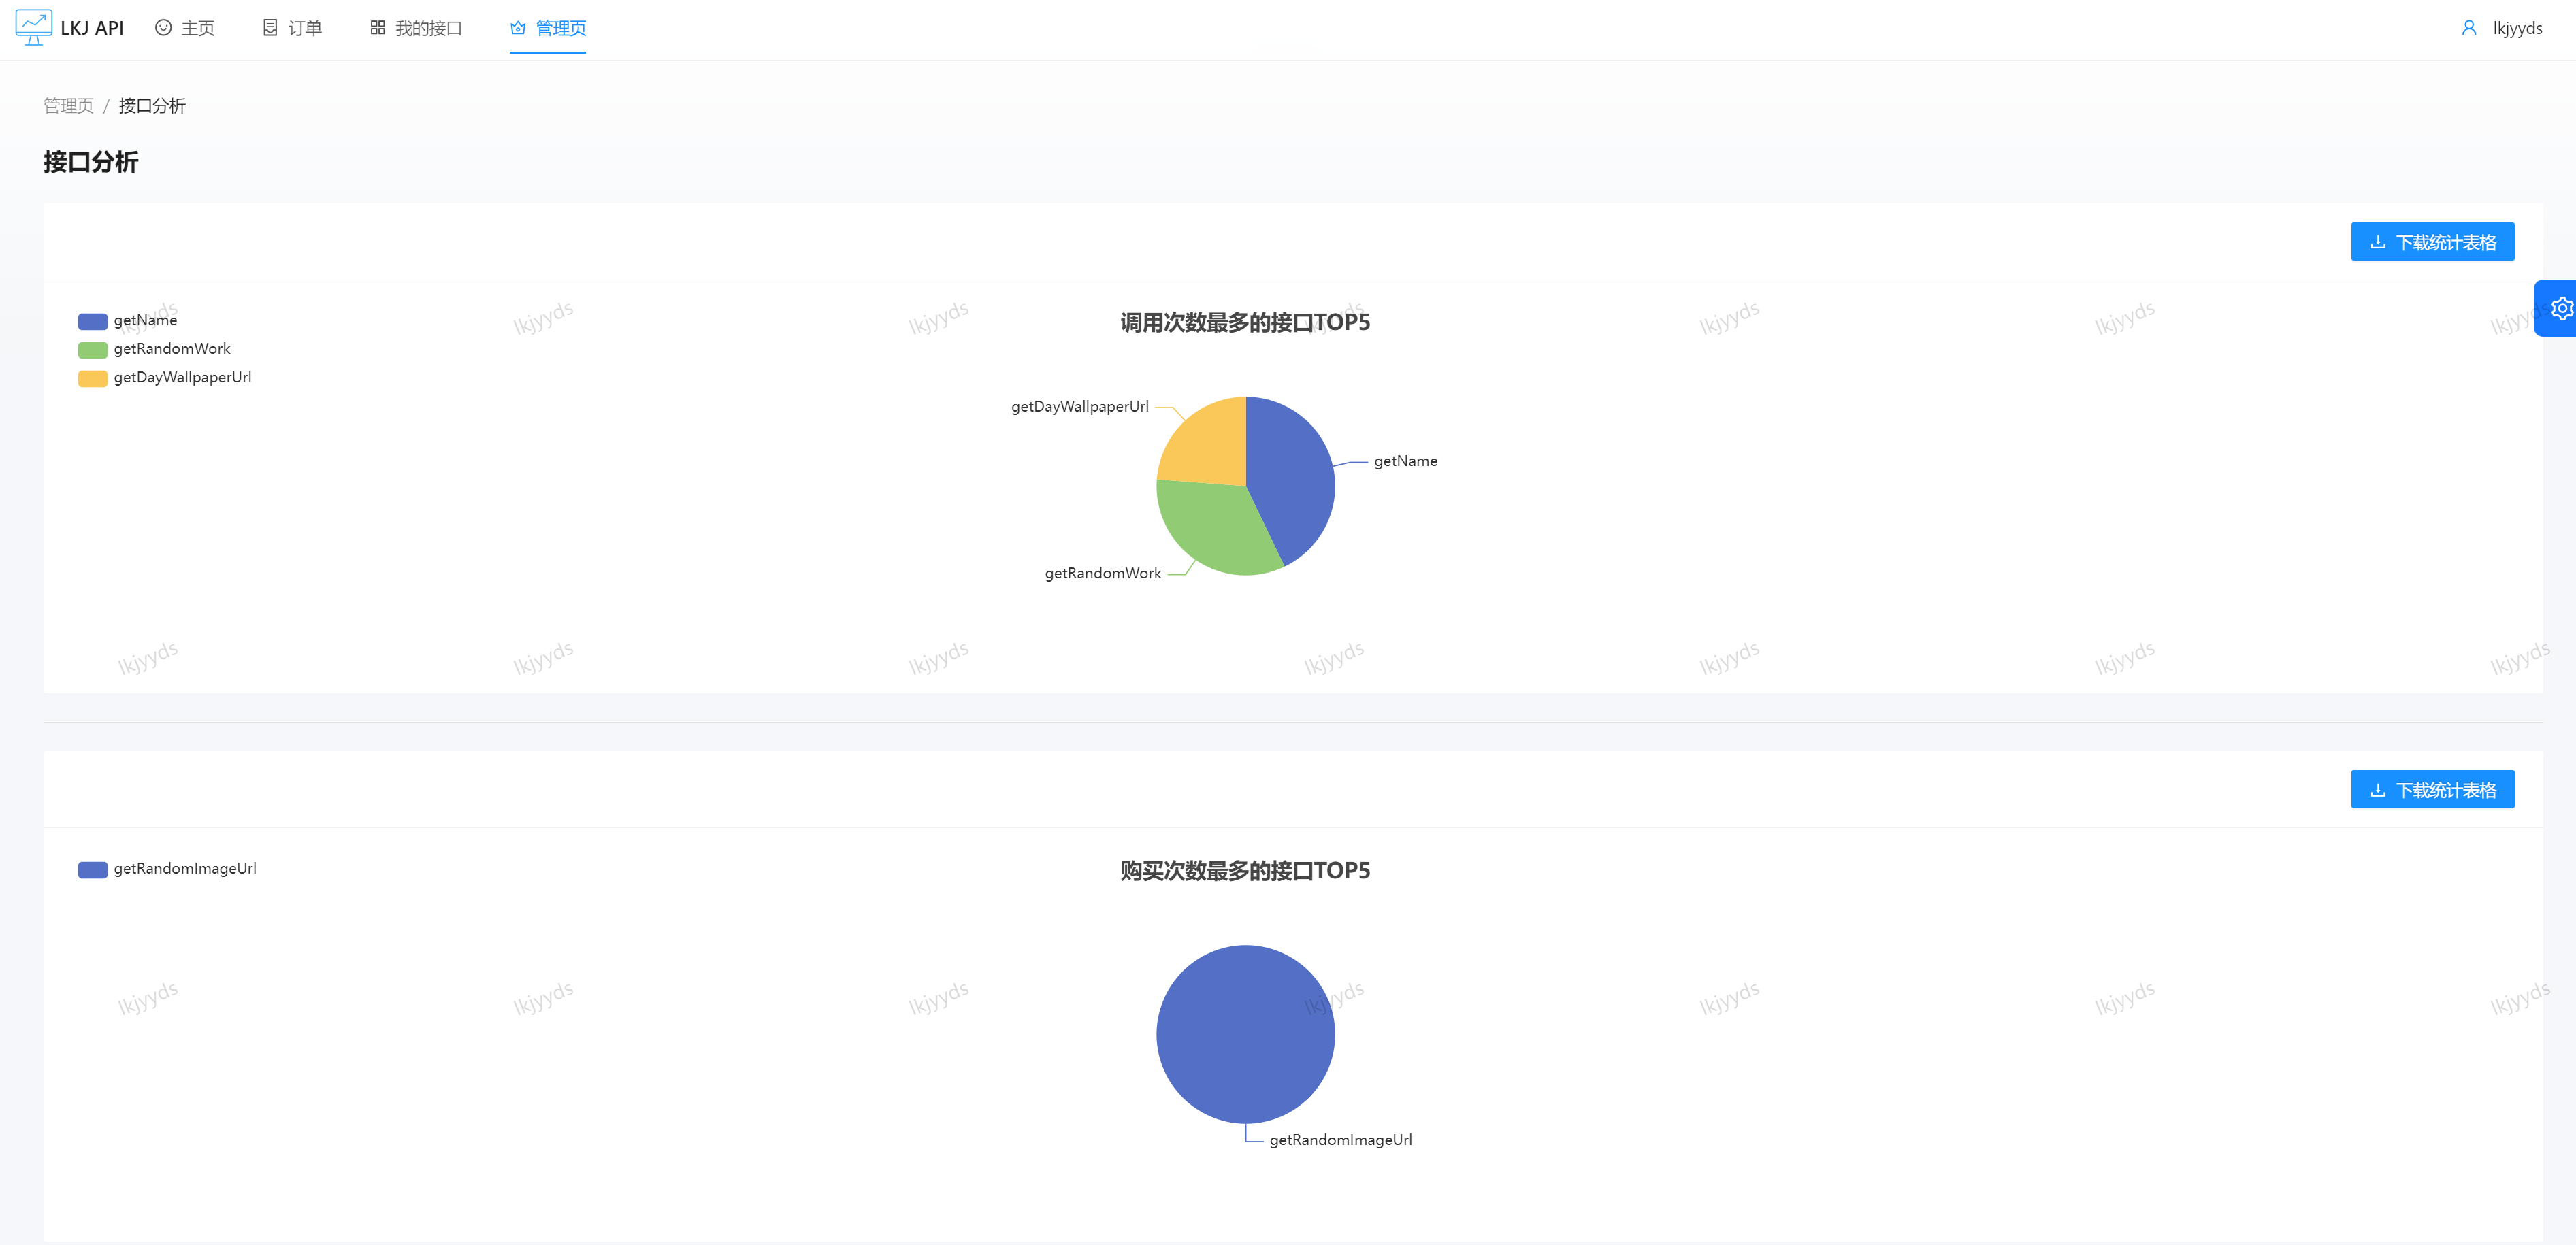 LKJ API 主页 订单 我的接口 管理页 lkjyyds
管理页 / 接口分析
接口分析
下载统计表格
调用次数最多的接口TOP5
getName
getRandomWork
getDayWallpaperUrl
lkjyyds lkjyyds lkjyyds lkjyyds lkjyyds lkjyyds lkjyyds
getDayWallpaperUrl
getName
getRandomWork
lkjyyds lkjyyds lkjyyds lkjyyds lkjyyds lkjyyds lkjyyds
下载统计表格
getRandomImageUrl
购买次数最多的接口TOP5
lkjyyds lkjyyds lkjyyds lkjyyds lkjyyds lkjyyds lkjyyds
getRandomImageUrl